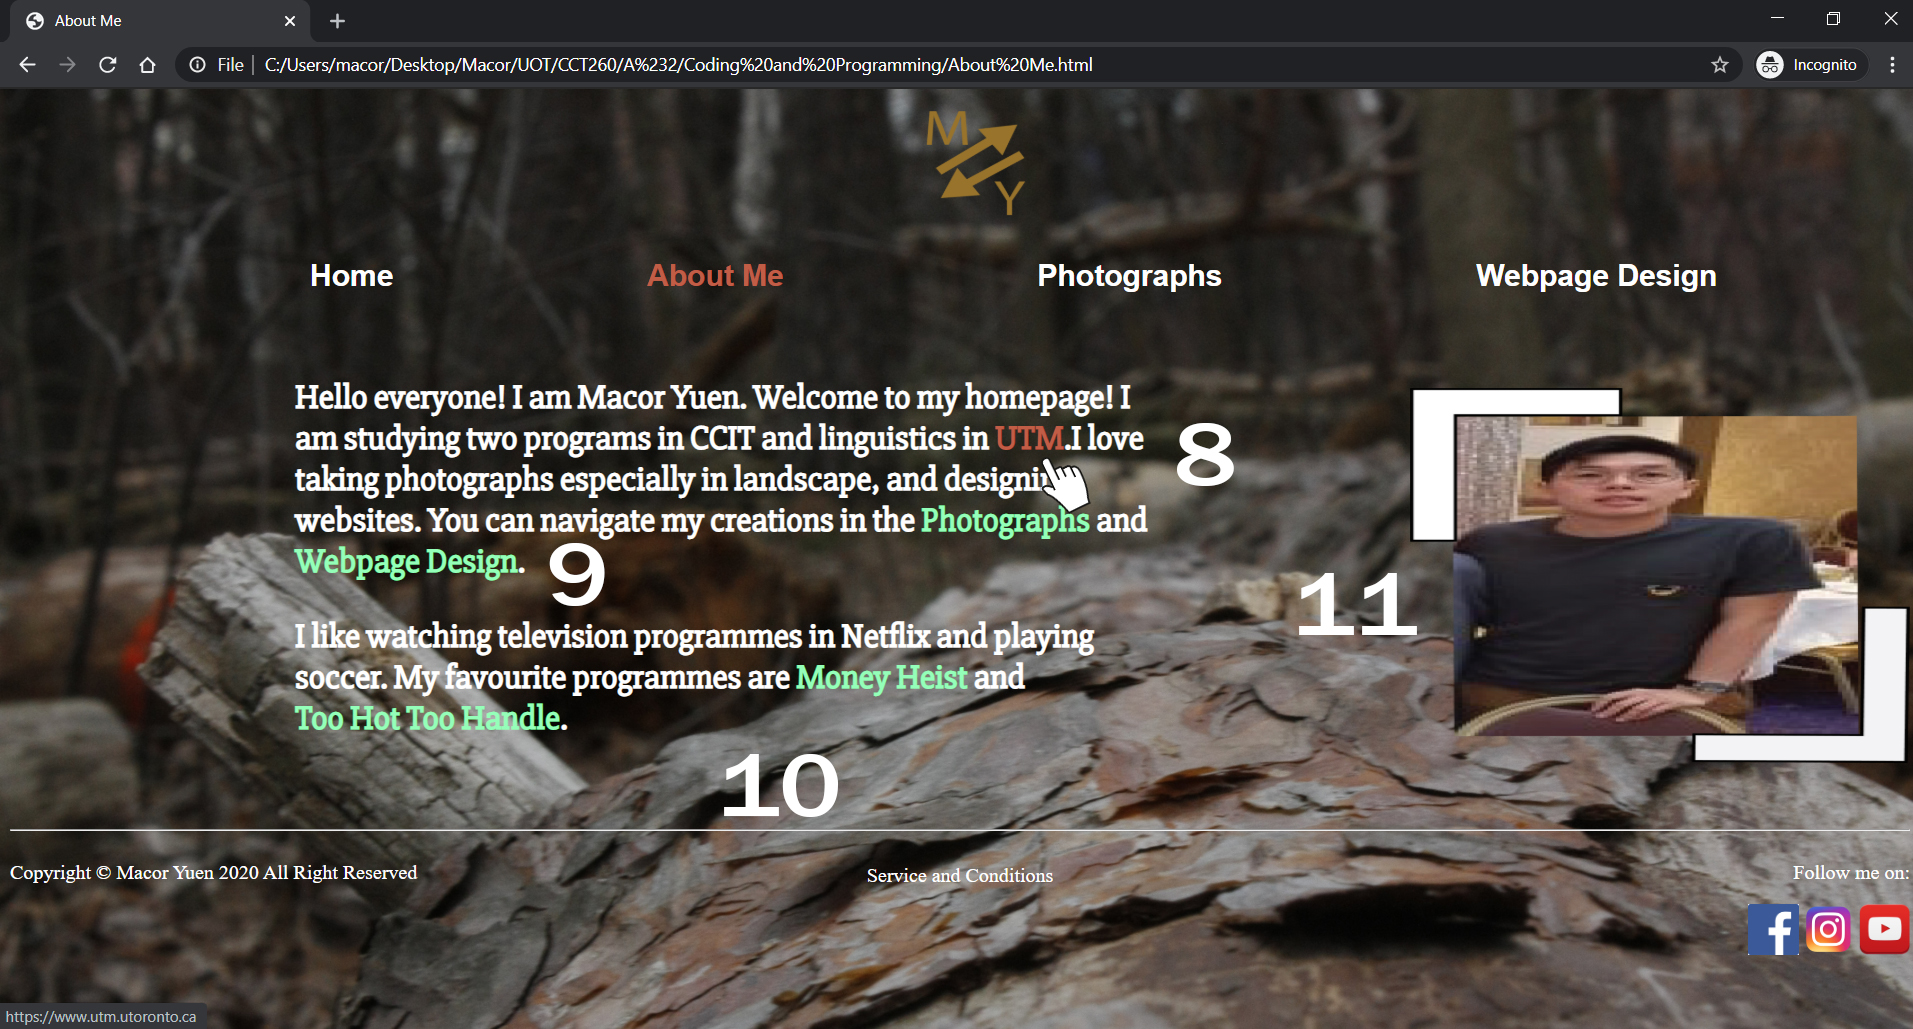 About Me
File
C:/Users/macor/Desktop/Macor/UOT/CCT260/A%232/Coding%20and%20Programming/About%20Me.html
Incognito
M
Y
Home
About Me
Photographs
Webpage Design
Hello everyone! I am Macor Yuen. Welcome to my homepage! I
am studying two programs in CCIT and linguistics in UTM.I love
8
taking photographs especially in landscape, and designi
websites. You can navigate my creations in the Photographs and
Webpage Design.
9
11
I like watching television programmes in Netflix and playing
soccer. My favourite programmes are Money Heist and
Too Hot Too Handle.
10
Copyright © Macor Yuen 2020 All Right Reserved
Service and Conditions
Follow me on:
https://www.utm.utoronto.ca